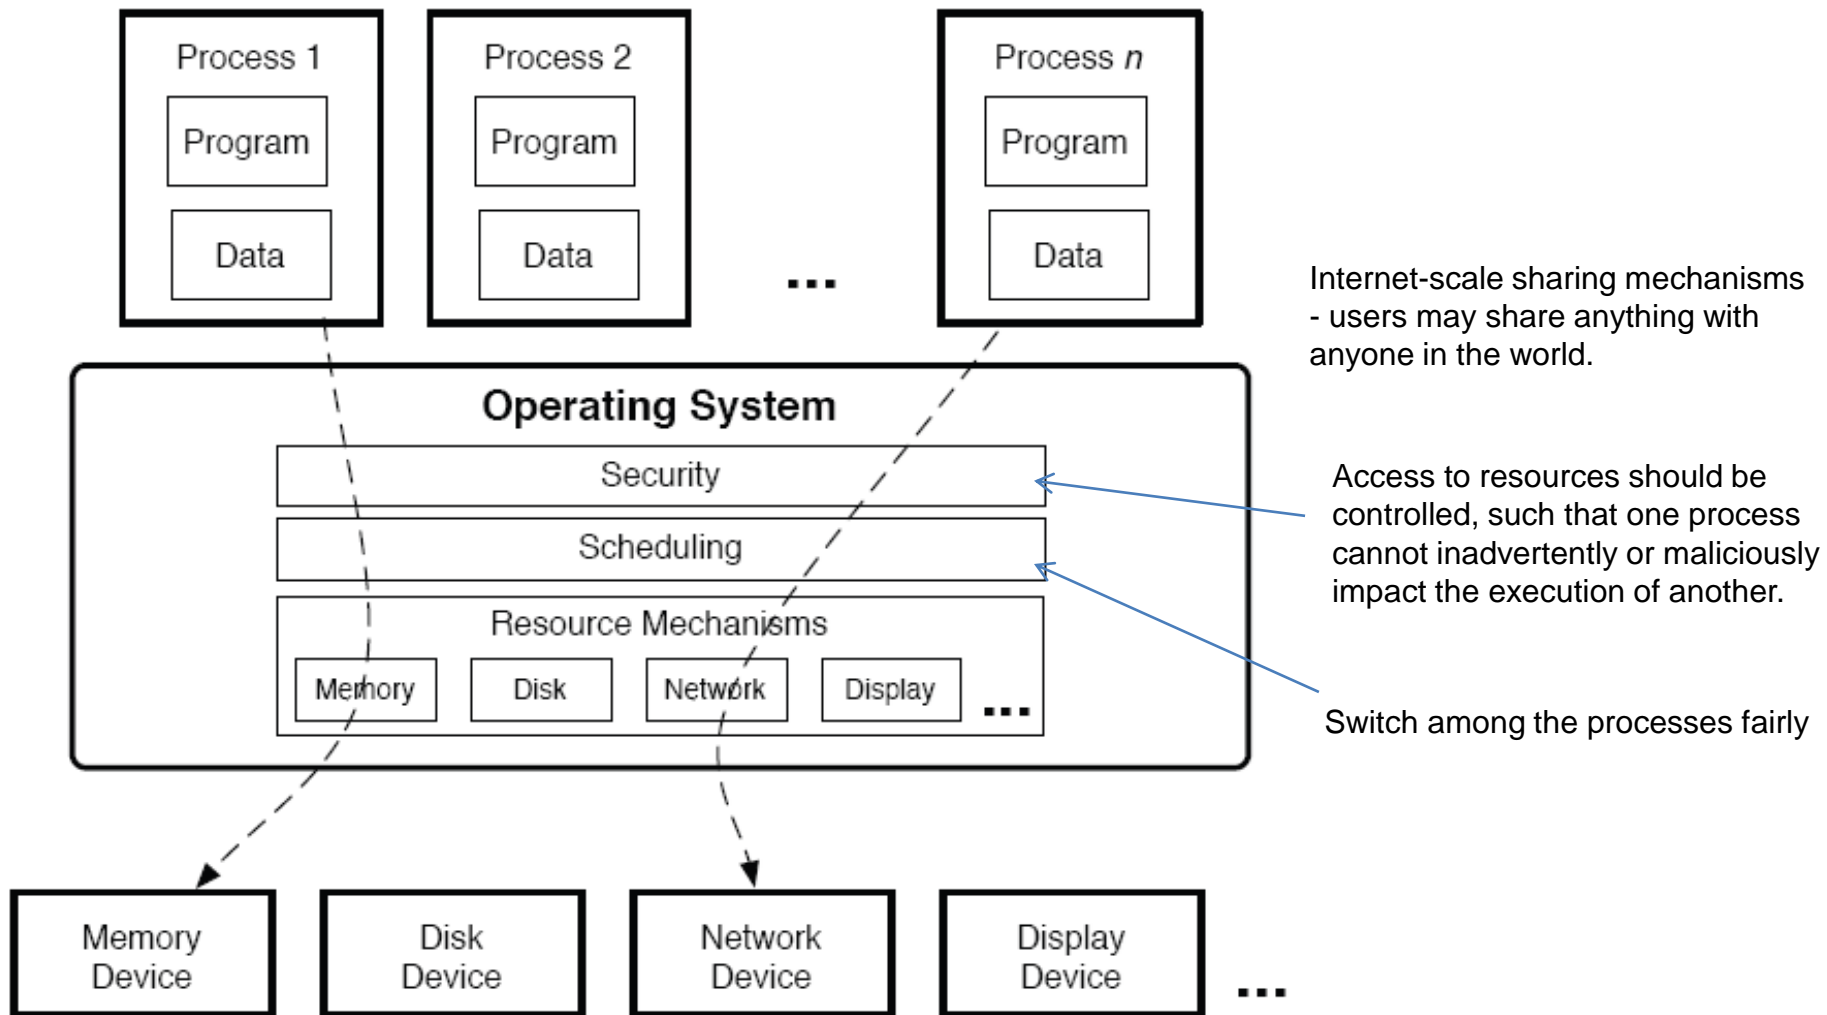 Process 1
Program
Data
Process 2
Program
Data
...
Process n
Program
Data
Internet-scale sharing mechanisms
- users may share anything with
anyone in the world.
Operating System
Security
Scheduling
Resource Mechanisms
Memory
Disk
Network
Display
...
Access to resources should be
controlled, such that one process
cannot inadvertently or maliciously
impact the execution of another.
Switch among the processes fairly
Memory
Device
Disk
Device
Network
Device
Display
Device
...